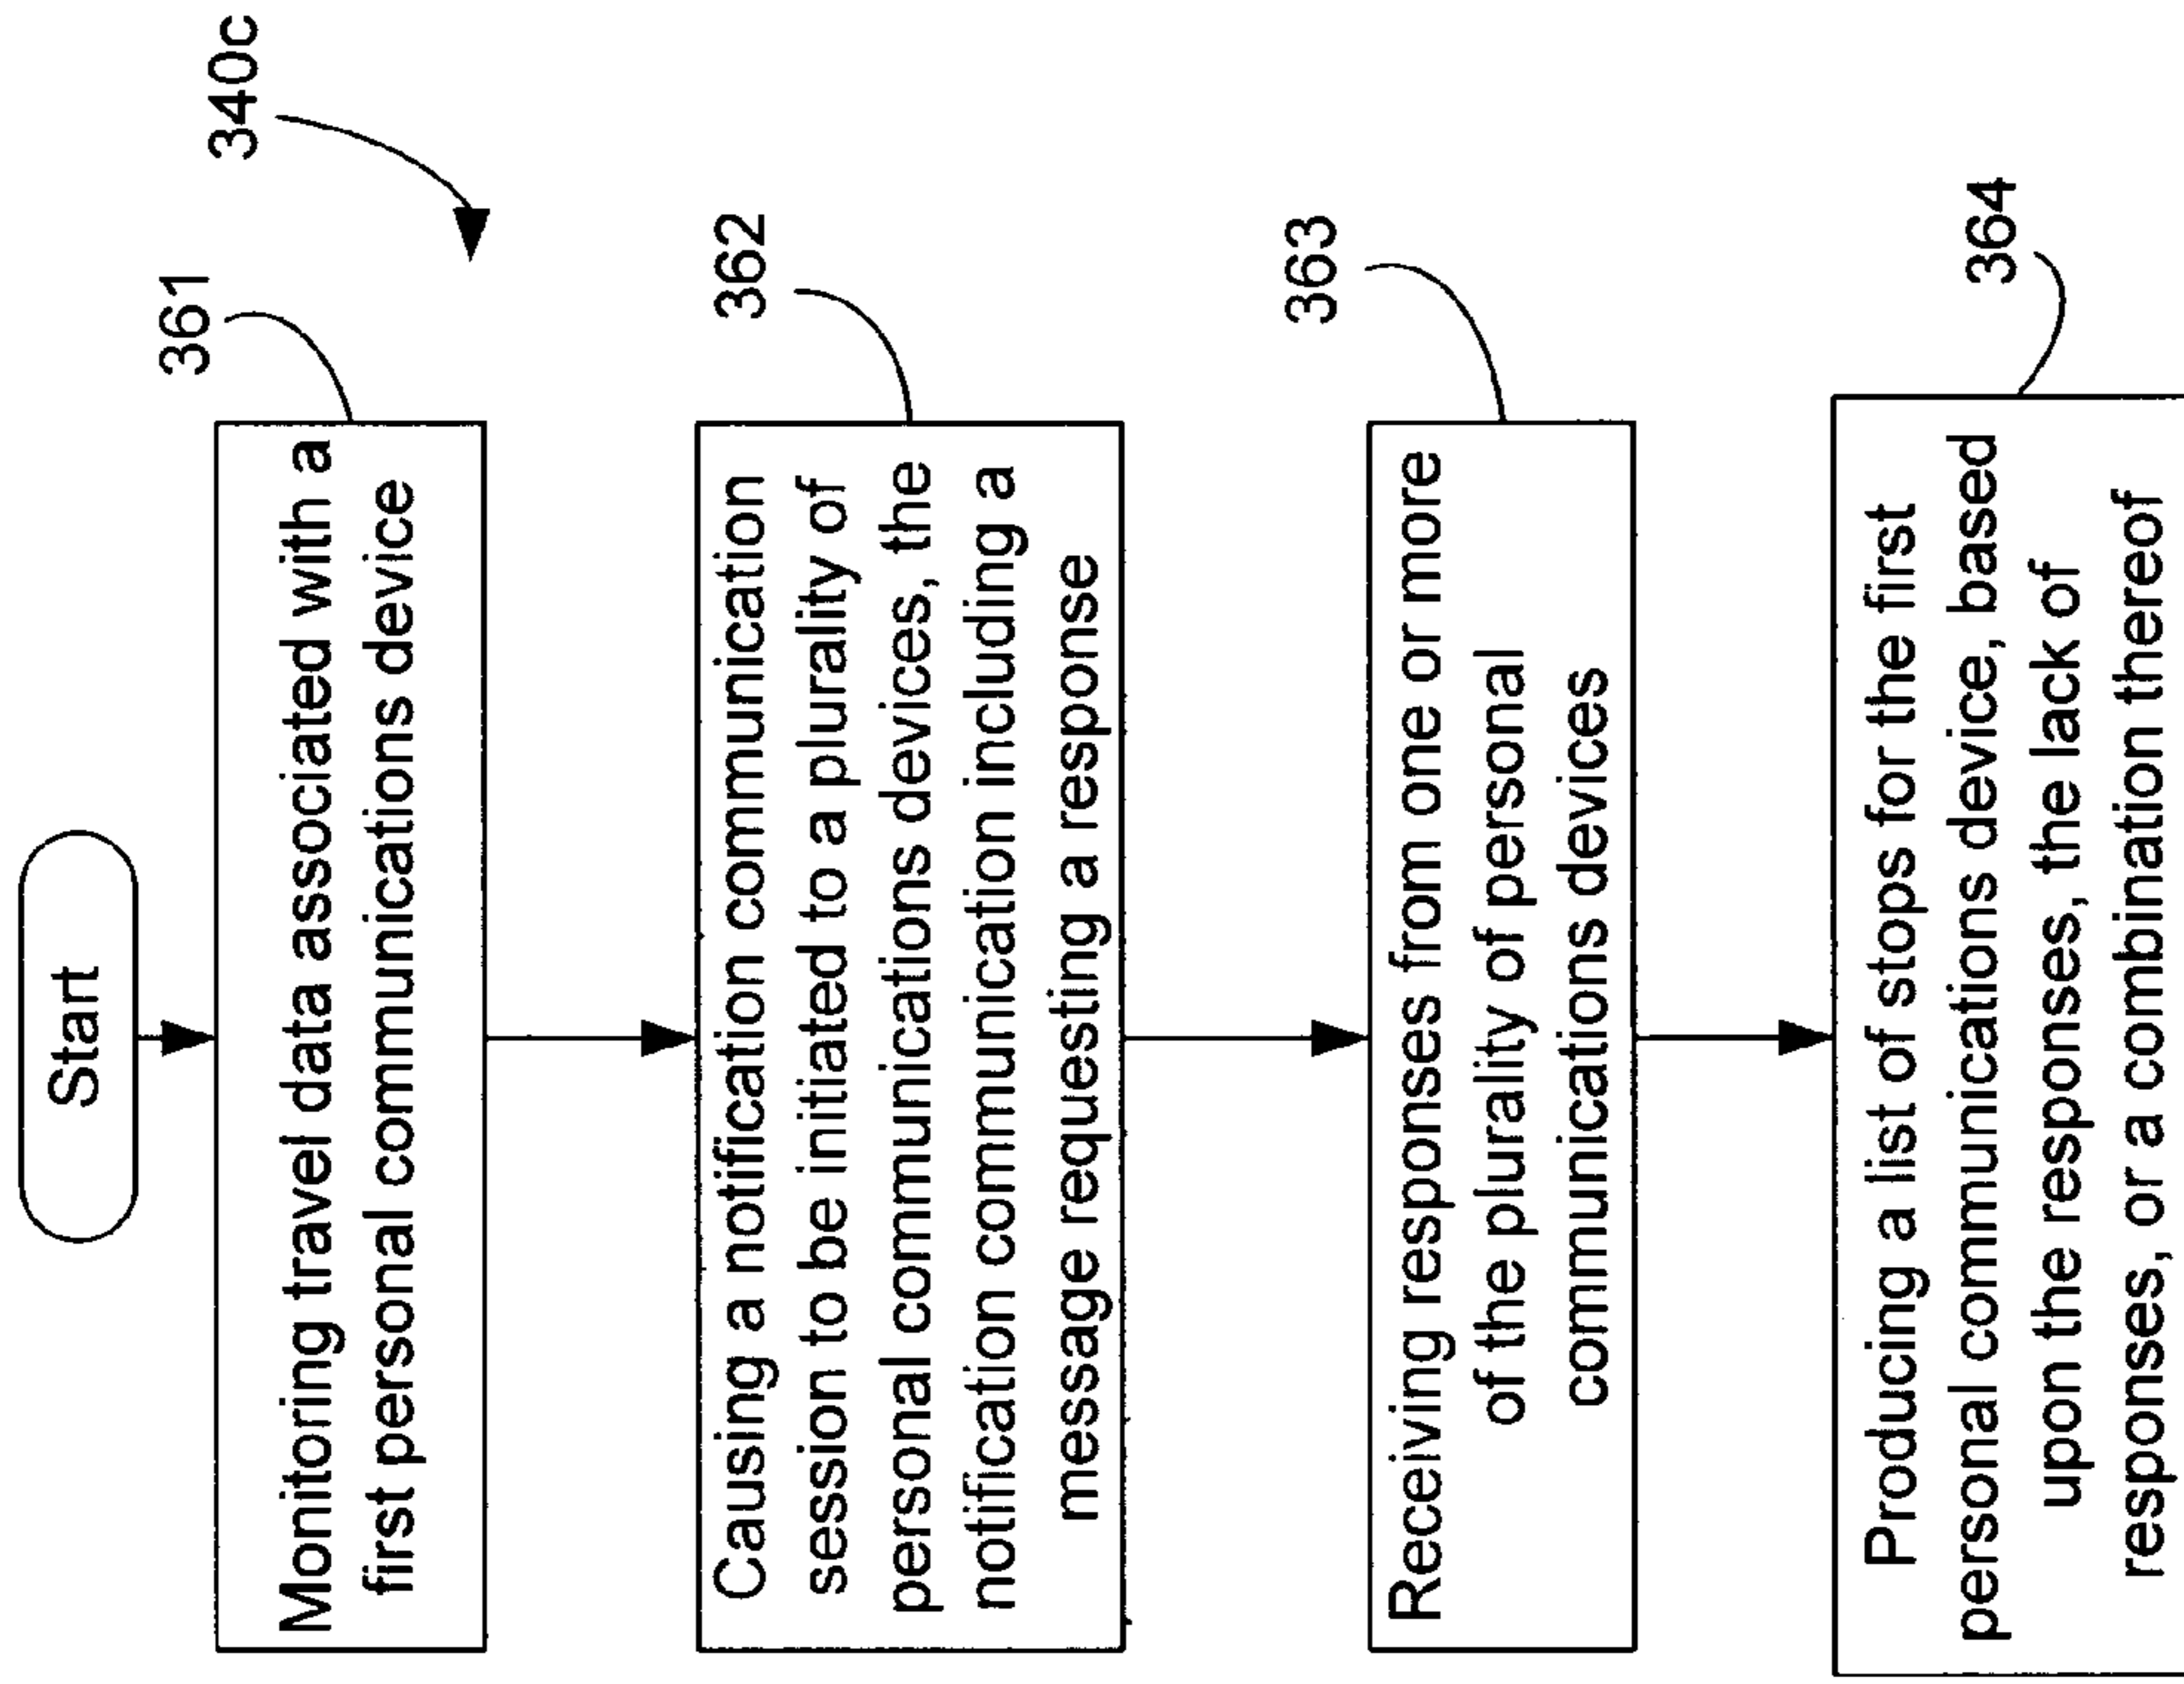 Start
340c
361
Monitoring travel data associated with a
first personal communications device
362
Causing a notification communication
session to be initiated to a plurality of
personal communications devices, the
notification communication including a
message requesting a response
363
Receiving responses from one or more
of the plurality of personal
communications devices
364
Producing a list of stops for the first
personal communications device, based
upon the responses, the lack of
responses, or a combination thereof